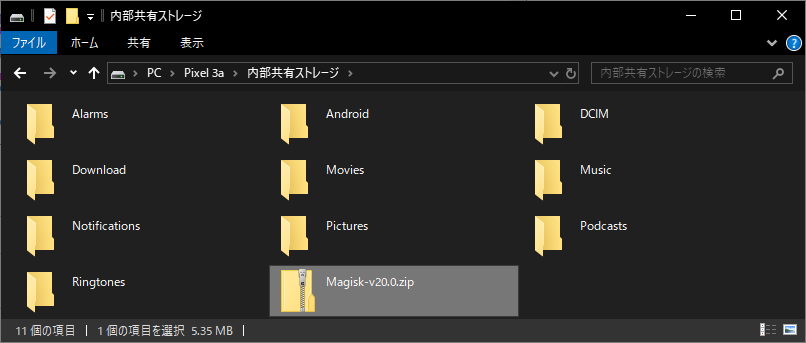 内部共有ストレージ
ファイル ホーム 共有 表示
PC Pixel 3a 内部共有ストレージ 内部共有ストレージの検索
Alarms Android DCIM
Download Movies Music
Notifications Pictures Podcasts
Ringtones Magisk-v20.0.zip
11 個の項目 1 個の項目を選択 5.35 MB